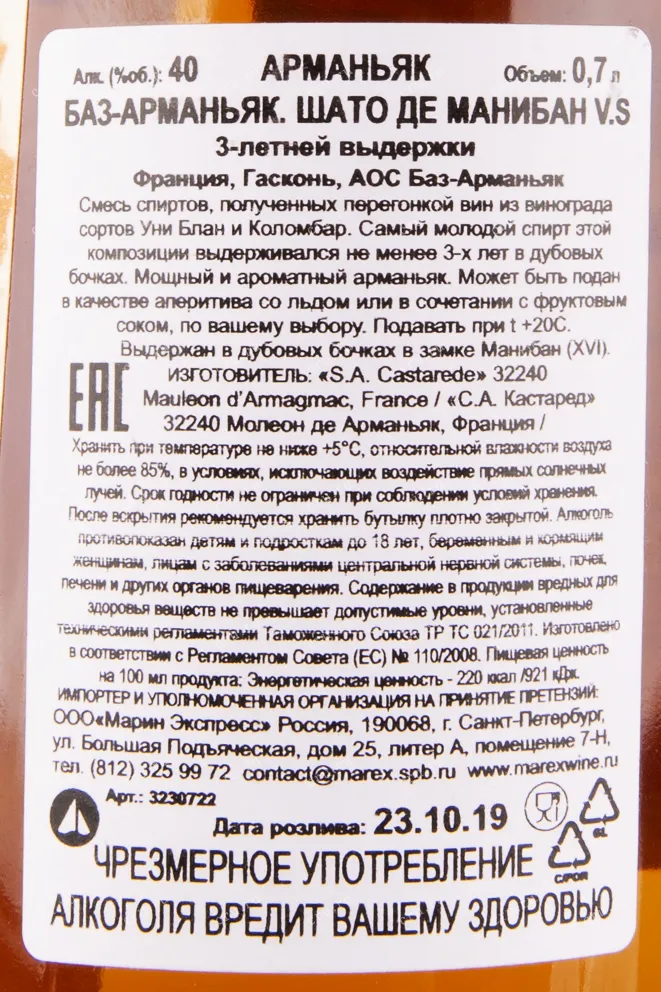 Алк. (%об.): 40 АРМАНЬЯК Объем: 0,7 л
БАЗ-АРМАНЬЯК. ШАТО ДЕ МАНИБАН V.S
3-летней выдержки
Франция, Гасконь, АОС Баз-Арманьяк
Смесь спиртов, полученных перегонкой вин из винограда
сортов Уни Блан и Коломбар. Самый молодой спирт этой
композиции выдерживался не менее 3-х лет в дубовых
бочках. Мощный и ароматный арманьяк. Может быть подан
в качестве аперитива со льдом или в сочетании с фруктовым
соком, по вашему выбору. Подавать при t +20С.
Выдержан в дубовых бочках в замке Манибан (XVI).
ИЗГОТОВИТЕЛЬ: «S.A. Castarede» 32240
Mauleon d'Armagmac, France / «С.А. Кастаред»
32240 Молеон де Арманьяк, Франция /
EAC
Хранить при температуре не ниже +5°С, относительной влажности воздуха
не более 85%, в условиях, исключающих воздействие прямых солнечных
лучей. Срок годности не ограничен при соблюдении условий хранения.
После вскрытия рекомендуется хранить бутылку плотно закрытой. Алкоголь
противопоказан детям и подросткам до 18 лет, беременным и кормящим
женщинам, лицам с заболеваниями центральной нервной системы, почек,
печени и других органов пищеварения. Содержание в продукции вредных для
здоровья веществ не превышает допустимые уровни, установленные
техническими регламентами Таможенного Союза ТР ТС 021/2011. Изготовлено
в соответствии с Регламентом Совета (ЕС) № 110/2008. Пищевая ценность
на 100 мл продукта: Энергетическая ценность - 220 ккал /921 кДж.
ИМПОРТЕР И УПОЛНОМОЧЕННАЯ ОРГАНИЗАЦИЯ НА ПРИНЯТИЕ ПРЕТЕНЗИЙ:
ООО«Марин Экспресс» Россия, 190068, г. Санкт-Петербург,
ул. Большая Подъяческая, дом 25, литер А, помещение 7-Н,
тел. (812) 325 99 72 contact@marex.spb.ru www.marexwine.ru
Арт.: 3230722
Дата розлива: 23.10.19
GL
C/POR
ЧРЕЗМЕРНОЕ УПОТРЕБЛЕНИЕ
АЛКОГОЛЯ ВРЕДИТ ВАШЕМУ ЗДОРОВЬЮ